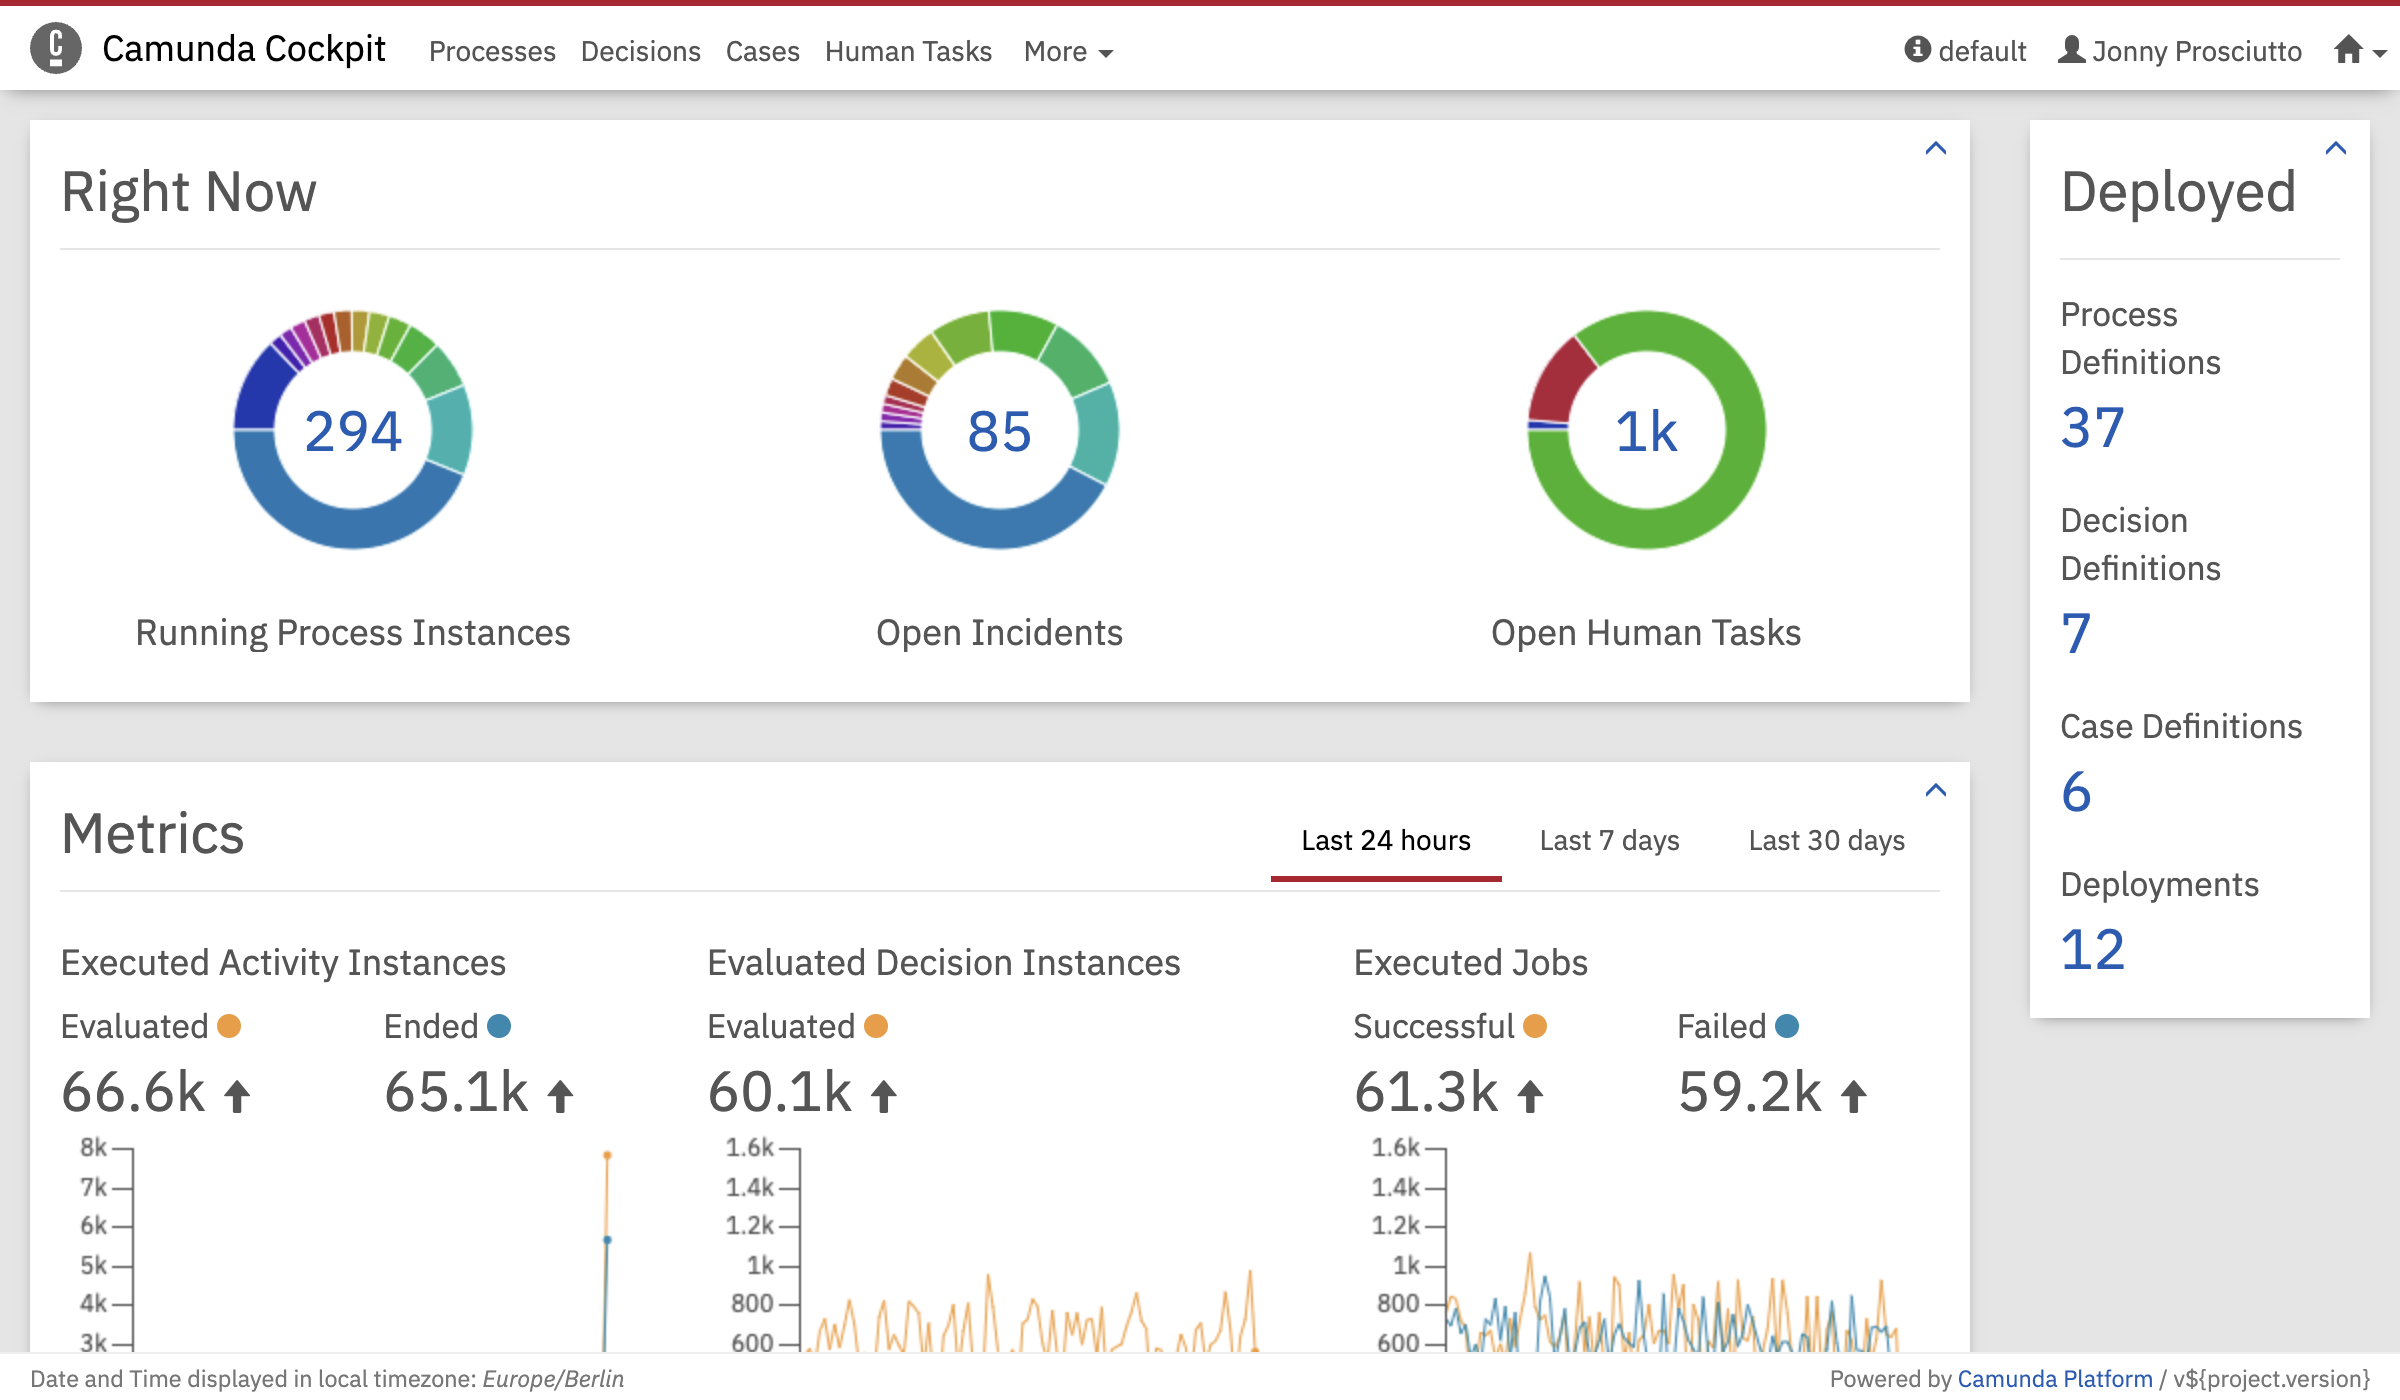 Camunda Cockpit Processes Decisions Cases Human Tasks More default Jonny Prosciutto
Right Now
294
85
1k
Running Process Instances
Open Incidents
Open Human Tasks
Deployed
Process
Definitions
37
Decision
Definitions
7
Case Definitions
6
Deployments
12
Metrics
Last 24 hours Last 7 days Last 30 days
Executed Activity Instances
Evaluated Ended
66.6k 65.1k
8k
7k
6k
5k
4k
3k
Evaluated Decision Instances
Evaluated
60.1k
1.6k
1.4k
1.2k
1k
800
600
Executed Jobs
Successful Failed
61.3k 59.2k
1.6k
1.4k
1.2k
1k
800
600
Date and Time displayed in local timezone: Europe/Berlin
Powered by Camunda Platform / v${project.version}